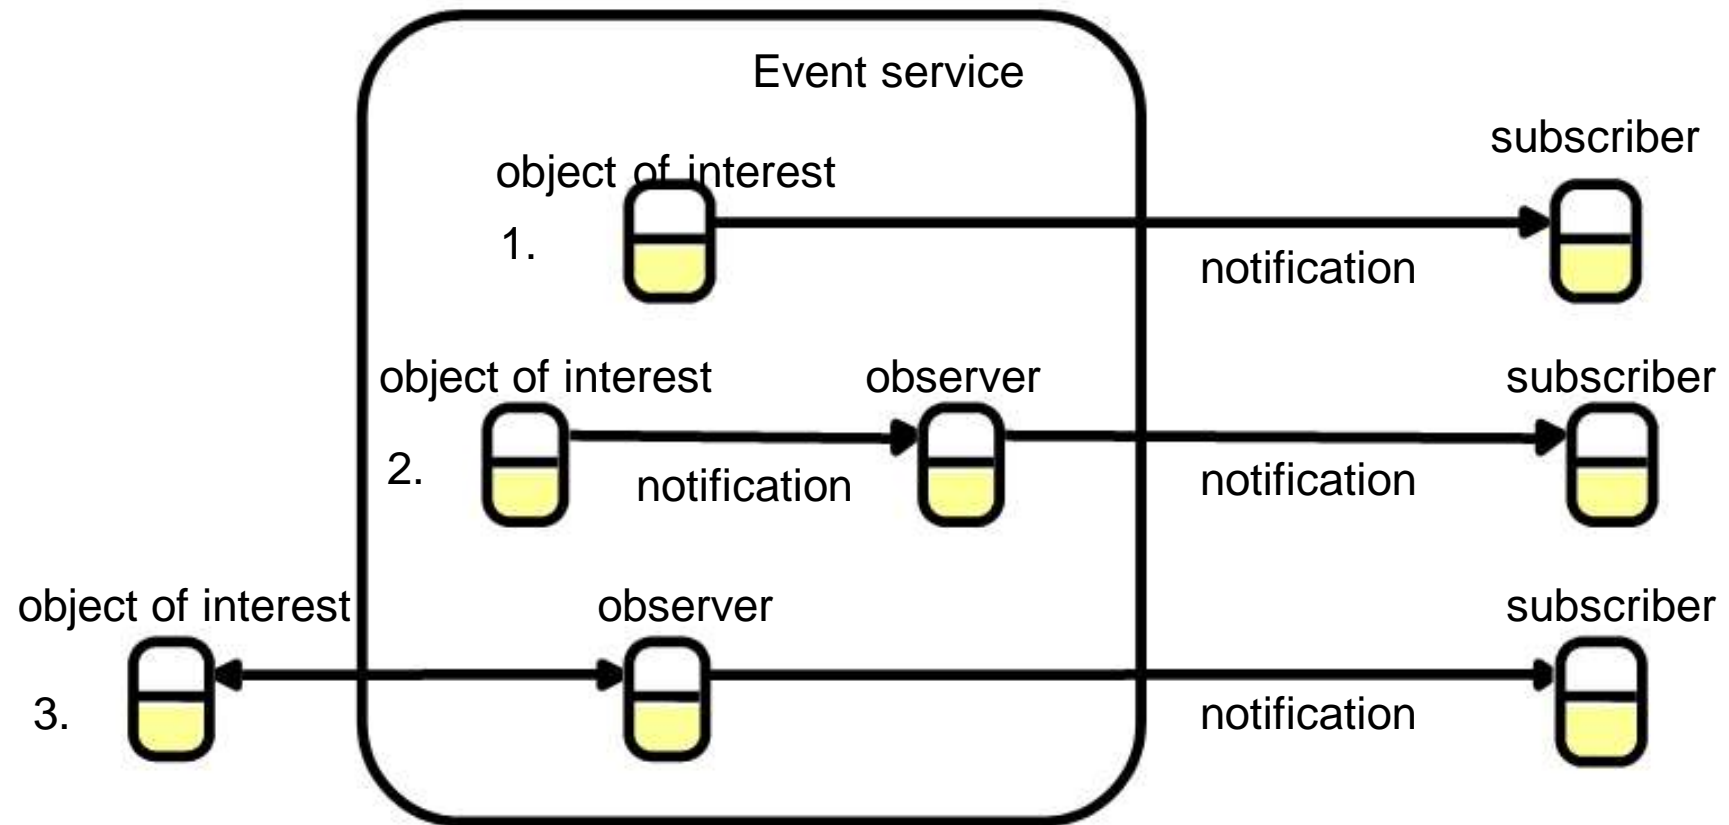 Event service
subscriber
object of interest
1.
notification
object of interest
observer
subscriber
2.
notification
notification
object of interest
observer
subscriber
3.
notification